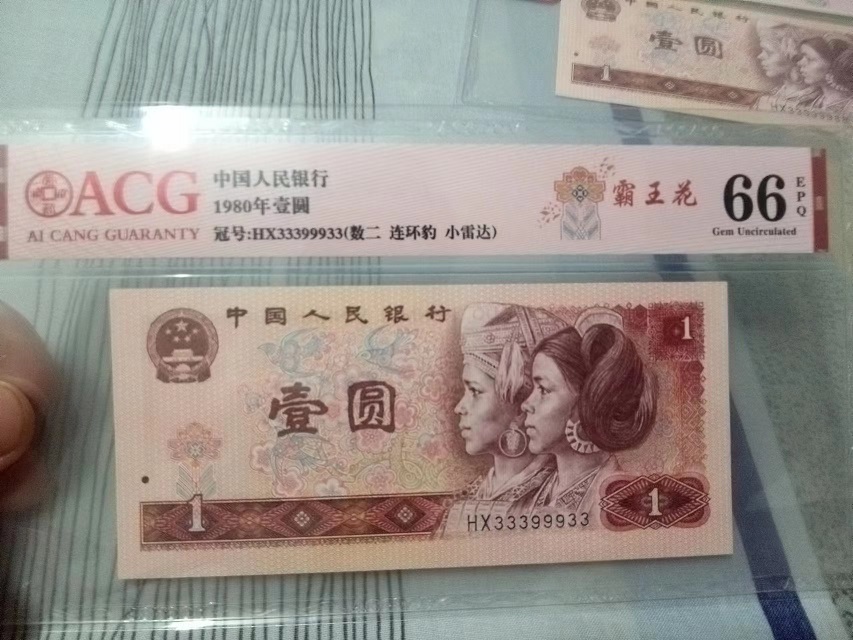 壹圆
1
ACG
AI CANG GUARANTY
中国人民银行
1980年壹圆
冠号:HX33399933(数二 连环豹 小雷达)
霸王花
66
EPQ
Gem Uncirculated
中国人民银行
壹圆
1
1
1
HX33399933